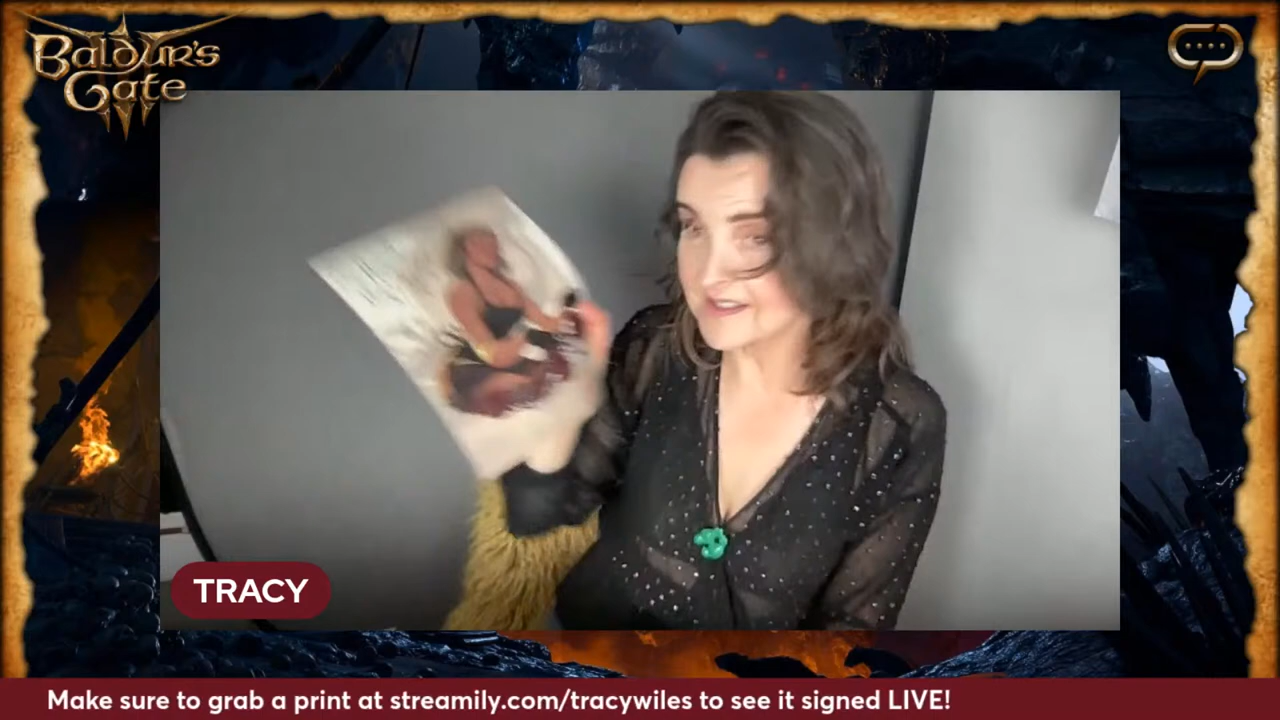 Baldur's
Gate
III
TRACY
Make sure to grab a print at streamily.com/tracywiles to see it signed LIVE!